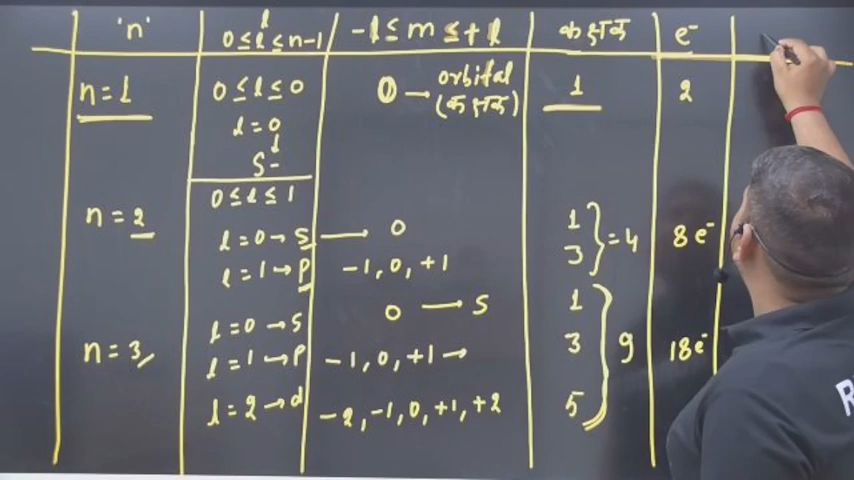 'n' l 0≤l≤n-1 -l≤m≤+l कक्षक e⁻
n=1 0≤l≤0 0→orbital (कक्षक) 1 2
l=0
S-
0≤l≤1
n=2 l=0→S → 0 1
l=1→P -1, 0, +1 3 }=4 8e⁻
0→S 1
l=0→S
n=3, l=1→P -1, 0, +1→ 3 } 9 18e⁻
l=2→d -2, -1, 0, +1, +2 5
R